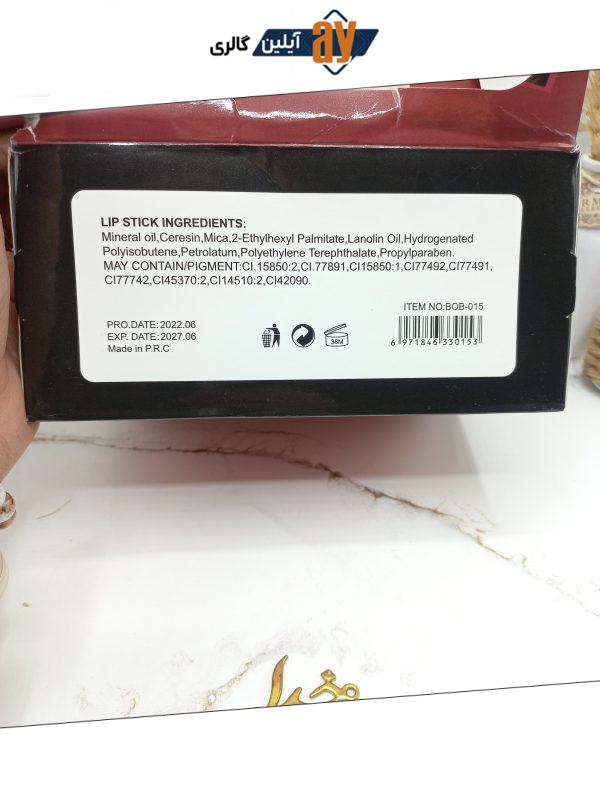 آیلین گالری ay
LIP STICK INGREDIENTS:
Mineral oil,Ceresin,Mica,2-Ethylhexyl Palmitate,Lanolin Oil,Hydrogenated
Polyisobutene,Petrolatum,Polyethylene Terephthalate,Propylparaben.
MAY CONTAIN/PIGMENT:CI.15850:2,CI.77891,CI15850:1,CI77492,CI77491,
CI77742,CI45370:2,CI14510:2,CI42090.
ITEM NO:BOB-015
PRO.DATE: 2022.06
EXP. DATE: 2027.06
Made in P.R.C
36M
6 971846 330153